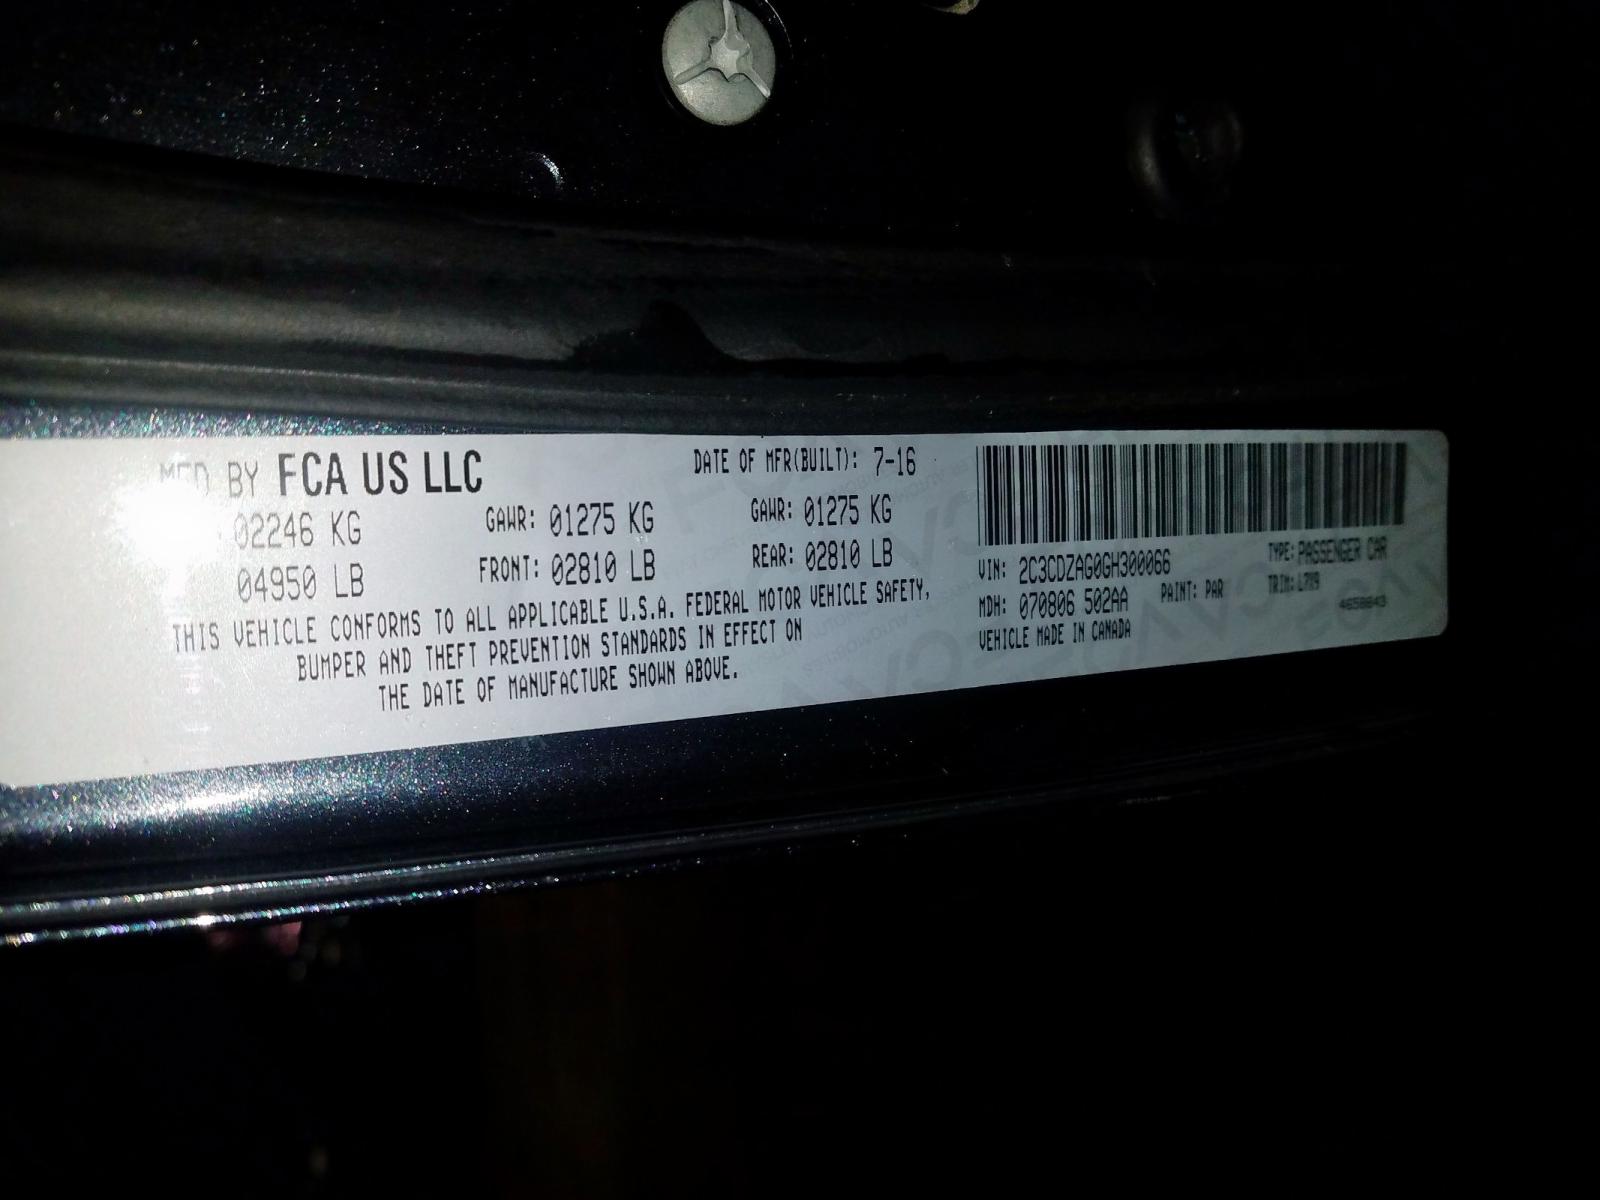 MFD BY FCA US LLC
DATE OF MFR(BUILT): 7-16
02246 KG
GAWR: 01275 KG
GAWR: 01275 KG
04950 LB
FRONT: 02810 LB
REAR: 02810 LB
THIS VEHICLE CONFORMS TO ALL APPLICABLE U.S.A. FEDERAL MOTOR VEHICLE SAFETY,
BUMPER AND THEFT PREVENTION STANDARDS IN EFFECT ON
THE DATE OF MANUFACTURE SHOWN ABOVE.
VIN: 2C3CDZAG0GH300066
TYPE: PASSENGER CAR
MDH: 070806 502AA
PAINT: PAR
TRIM:
VEHICLE MADE IN CANADA